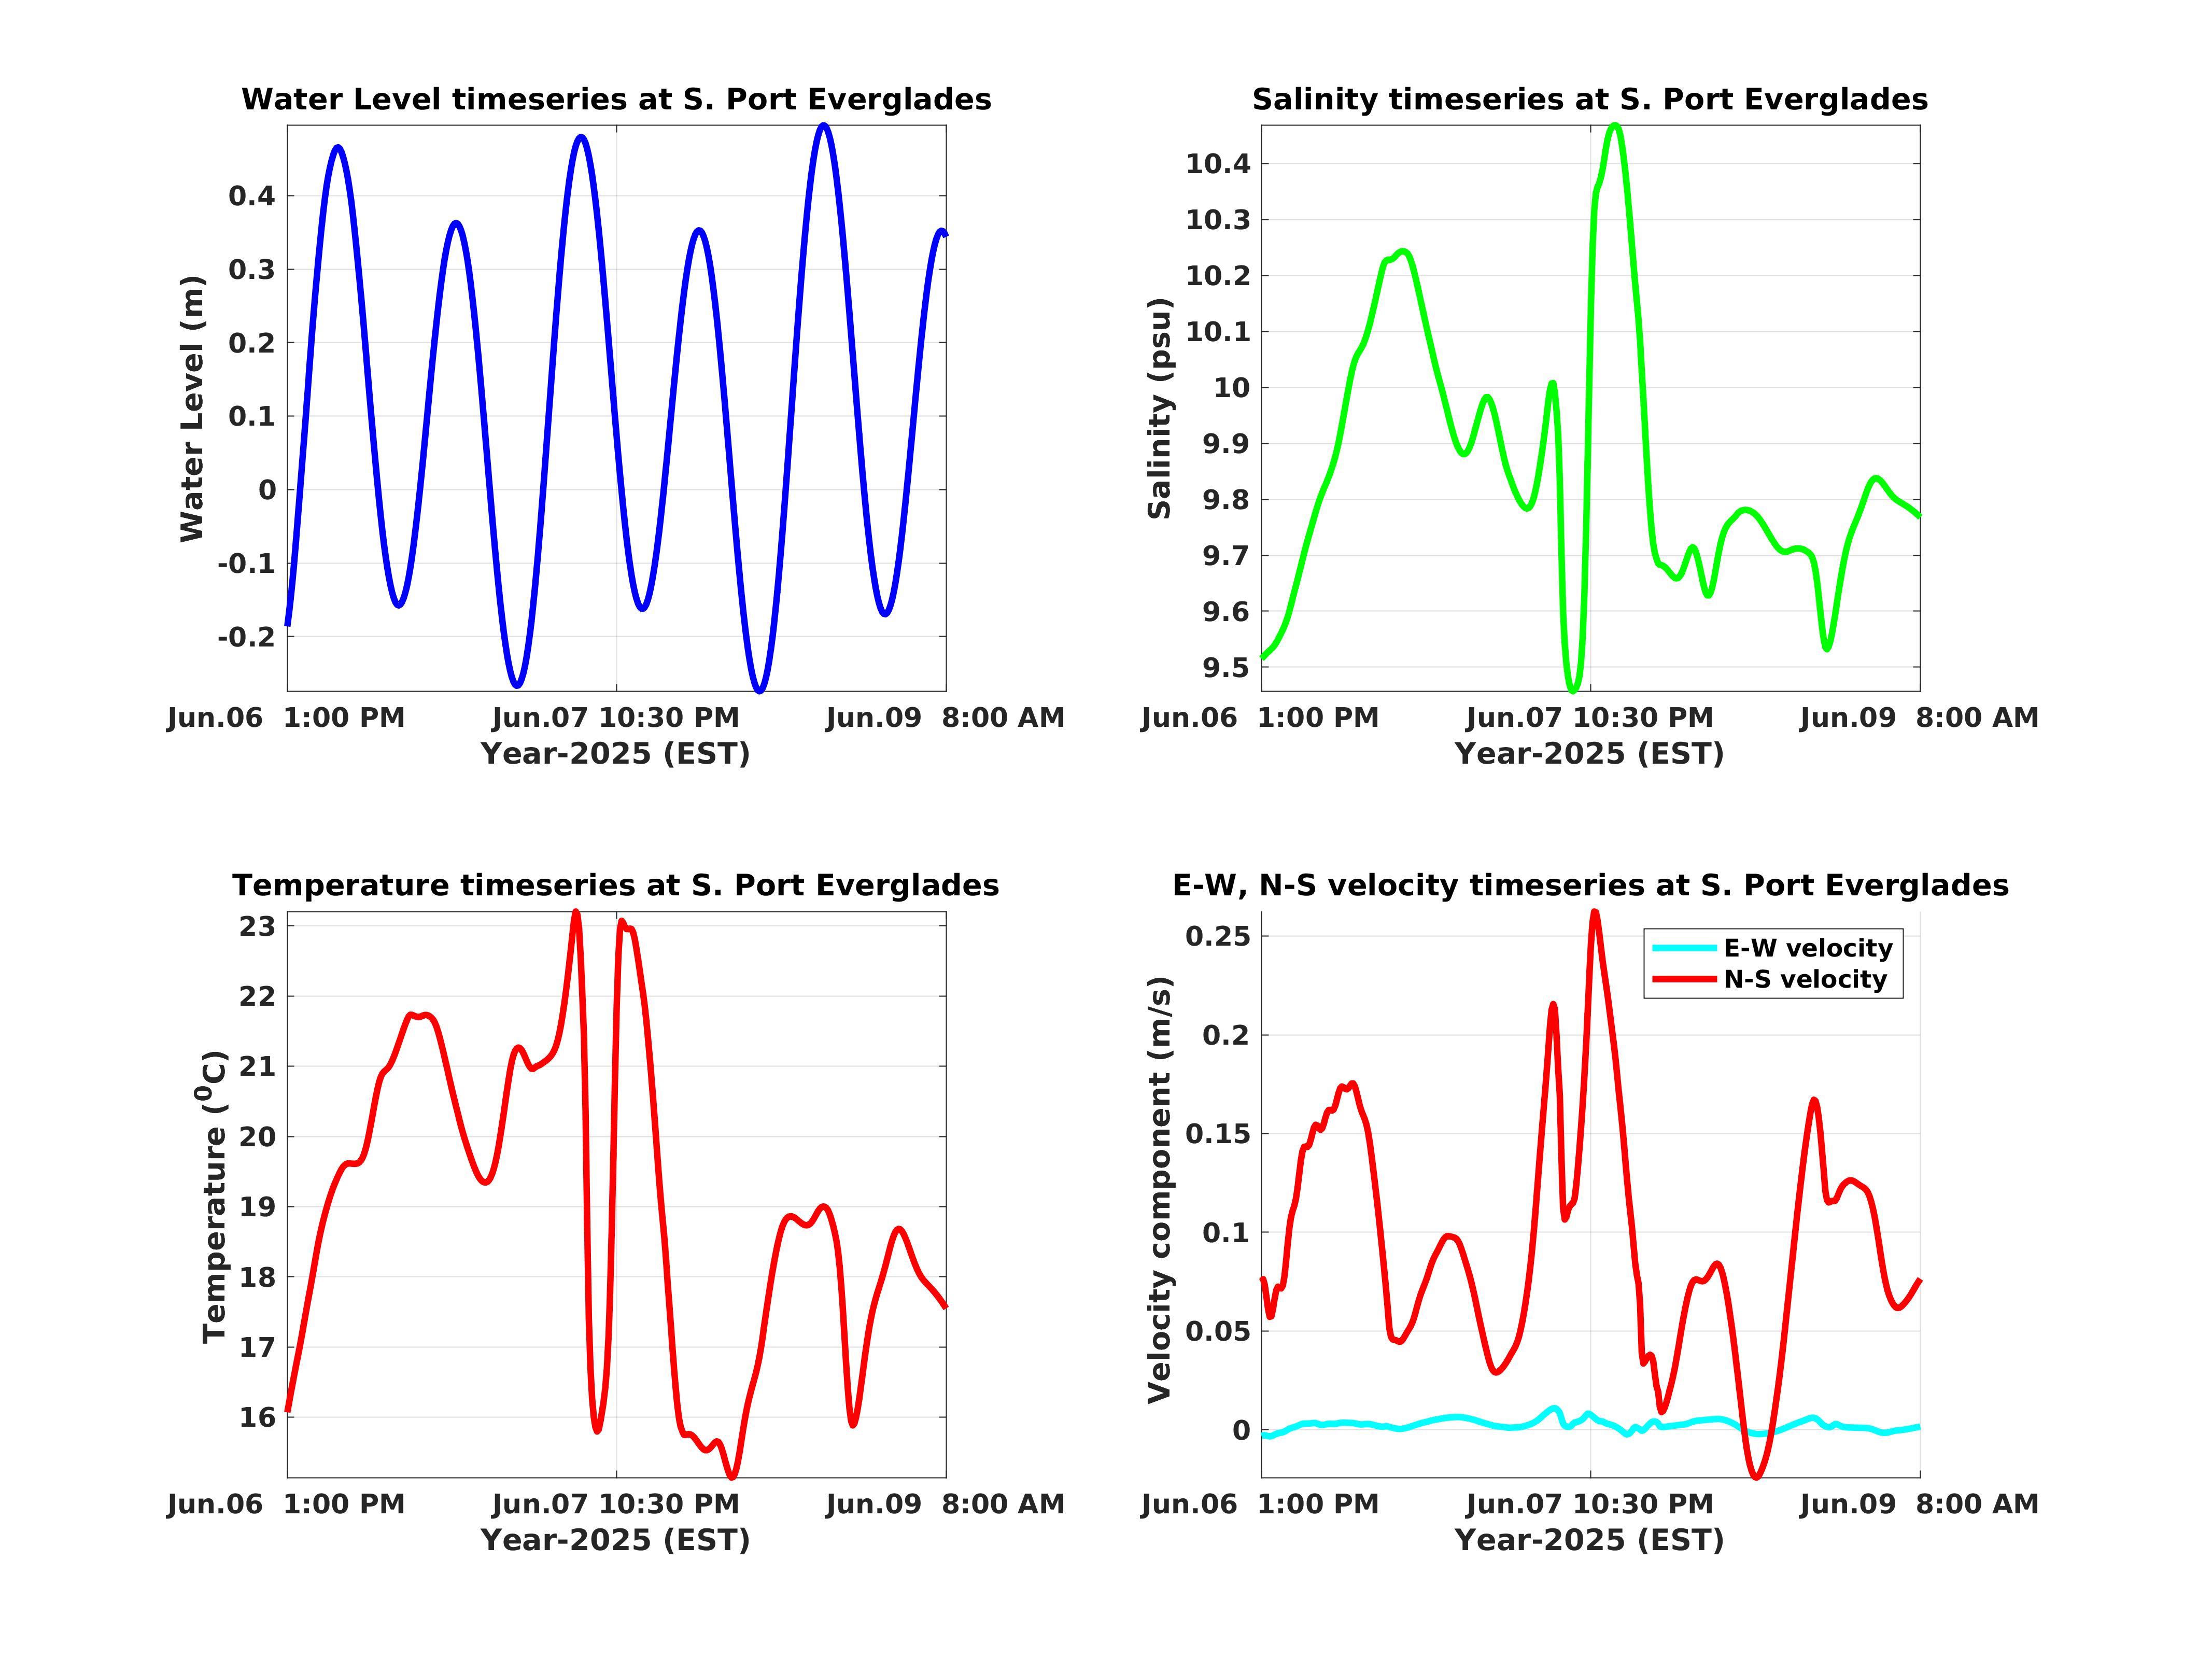 Water Level timeseries at S. Port Everglades
Water Level (m)
0.4
0.3
0.2
0.1
0
-0.1
-0.2
Jun.06 1:00 PM
Jun.07 10:30 PM
Jun.09 8:00 AM
Year-2025 (EST)
Salinity timeseries at S. Port Everglades
Salinity (psu)
10.4
10.3
10.2
10.1
10
9.9
9.8
9.7
9.6
9.5
Jun.06 1:00 PM
Jun.07 10:30 PM
Jun.09 8:00 AM
Year-2025 (EST)
Temperature timeseries at S. Port Everglades
Temperature (⁰C)
23
22
21
20
19
18
17
16
Jun.06 1:00 PM
Jun.07 10:30 PM
Jun.09 8:00 AM
Year-2025 (EST)
E-W, N-S velocity timeseries at S. Port Everglades
Velocity component (m/s)
0.25
0.2
0.15
0.1
0.05
0
E-W velocity
N-S velocity
Jun.06 1:00 PM
Jun.07 10:30 PM
Jun.09 8:00 AM
Year-2025 (EST)